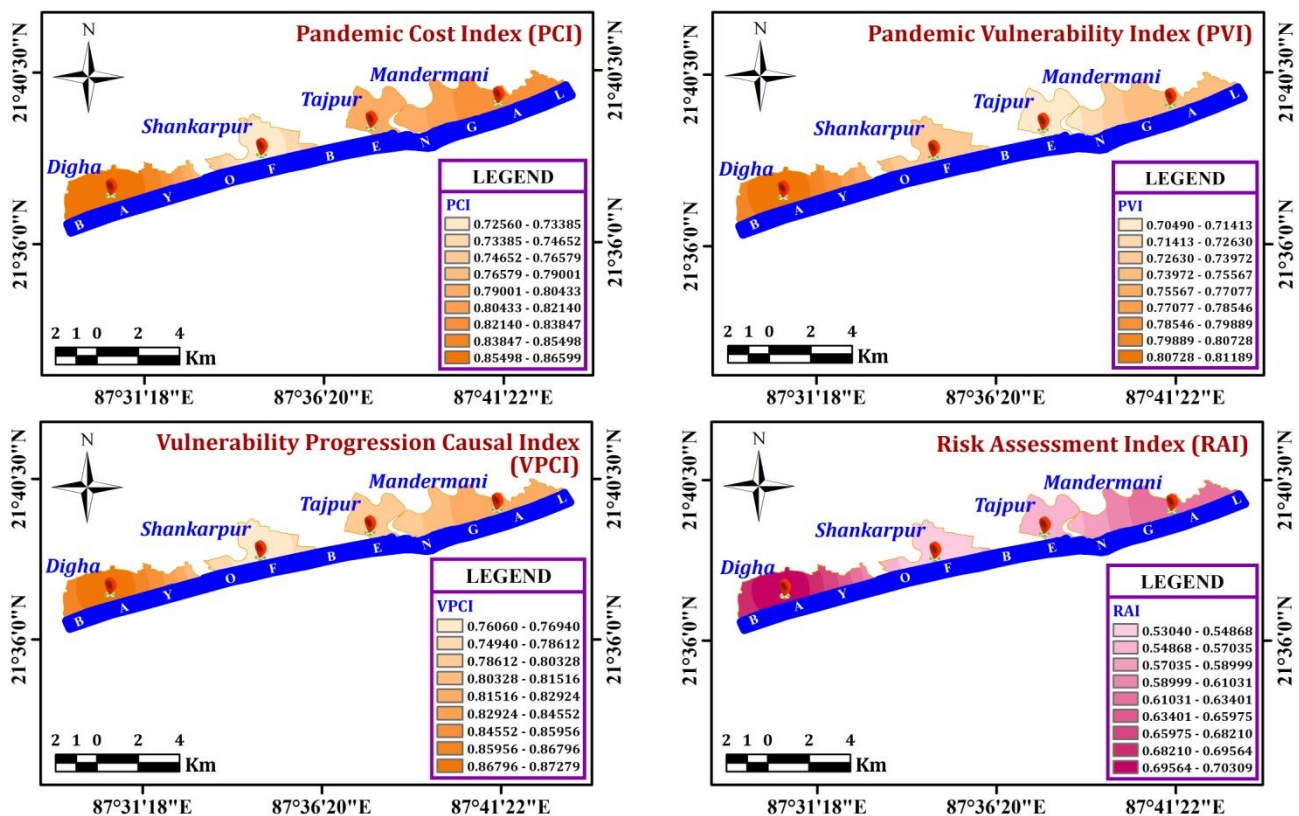 Pandemic Cost Index (PCI)
N
Mandermani
Tajpur
Shankarpur
Digha
BAY OF BENGAL
LEGEND
PCI
0.72560 - 0.73385
0.73385 - 0.74652
0.74652 - 0.76579
0.76579 - 0.79001
0.79001 - 0.80433
0.80433 - 0.82140
0.82140 - 0.83847
0.83847 - 0.85498
0.85498 - 0.86599
2 1 0 2 4
Km
21°40'30"N
21°36'0"N
87°31'18"E 87°36'20"E 87°41'22"E
Pandemic Vulnerability Index (PVI)
N
Mandermani
Tajpur
Shankarpur
Digha
BAY OF BENGAL
LEGEND
PVI
0.70490 - 0.71413
0.71413 - 0.72630
0.72630 - 0.73972
0.73972 - 0.75567
0.75567 - 0.77077
0.77077 - 0.78546
0.78546 - 0.79889
0.79889 - 0.80728
0.80728 - 0.81189
2 1 0 2 4
Km
21°40'30"N
21°36'0"N
21°40'30"N
21°36'0"N
87°31'18"E 87°36'20"E 87°41'22"E
Vulnerability Progression Causal Index
(VPCI)
N
Mandermani
Tajpur
Shankarpur
Digha
BAY OF BENGAL
LEGEND
VPCI
0.76060 - 0.76940
0.74940 - 0.78612
0.78612 - 0.80328
0.80328 - 0.81516
0.81516 - 0.82924
0.82924 - 0.84552
0.84552 - 0.85956
0.85956 - 0.86796
0.86796 - 0.87279
2 1 0 2 4
Km
21°40'30"N
21°36'0"N
87°31'18"E 87°36'20"E 87°41'22"E
Risk Assessment Index (RAI)
N
Mandermani
Tajpur
Shankarpur
Digha
BAY OF BENGAL
LEGEND
RAI
0.53040 - 0.54868
0.54868 - 0.57035
0.57035 - 0.58999
0.58999 - 0.61031
0.61031 - 0.63401
0.63401 - 0.65975
0.65975 - 0.68210
0.68210 - 0.69564
0.69564 - 0.70309
2 1 0 2 4
Km
21°40'30"N
21°36'0"N
21°40'30"N
21°36'0"N
87°31'18"E 87°36'20"E 87°41'22"E